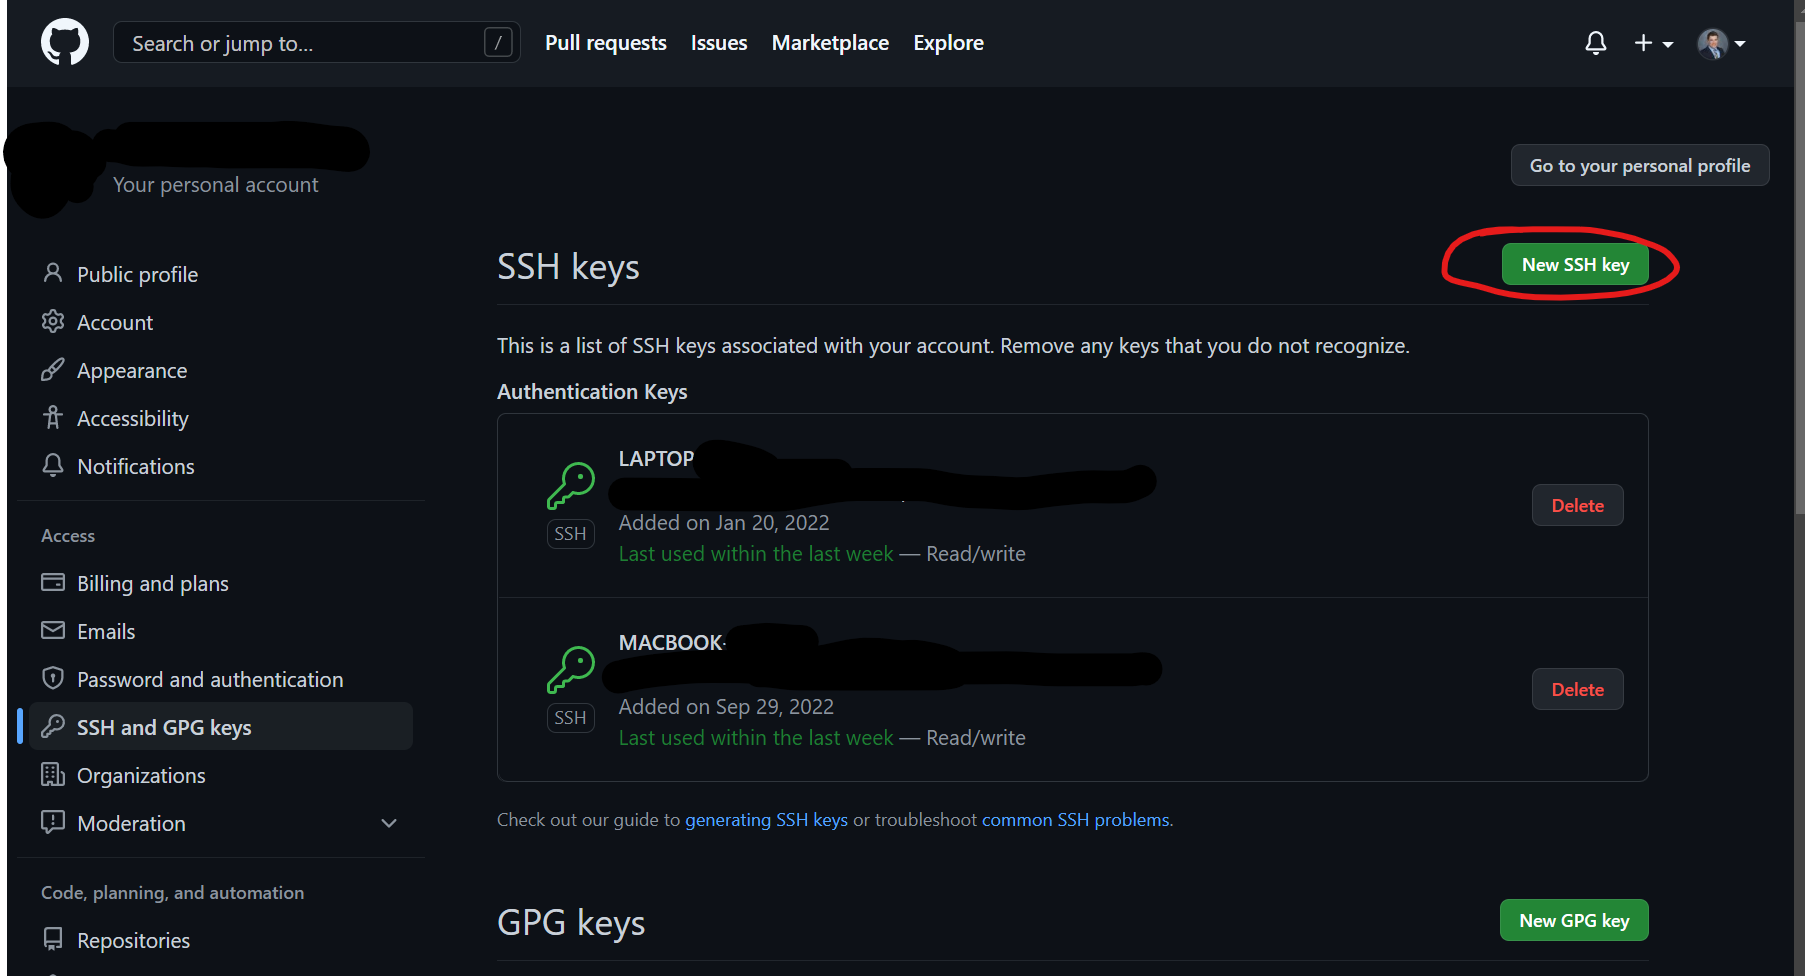 Search or jump to... /
Pull requests Issues Marketplace Explore
Your personal account
Go to your personal profile
Public profile
Account
Appearance
Accessibility
Notifications
Access
Billing and plans
Emails
Password and authentication
SSH and GPG keys
Organizations
Moderation
Code, planning, and automation
Repositories
SSH keys
New SSH key
This is a list of SSH keys associated with your account. Remove any keys that you do not recognize.
Authentication Keys
LAPTOP
SSH
Added on Jan 20, 2022
Last used within the last week — Read/write
Delete
MACBOOK-
SSH
Added on Sep 29, 2022
Last used within the last week — Read/write
Delete
Check out our guide to generating SSH keys or troubleshoot common SSH problems.
GPG keys
New GPG key